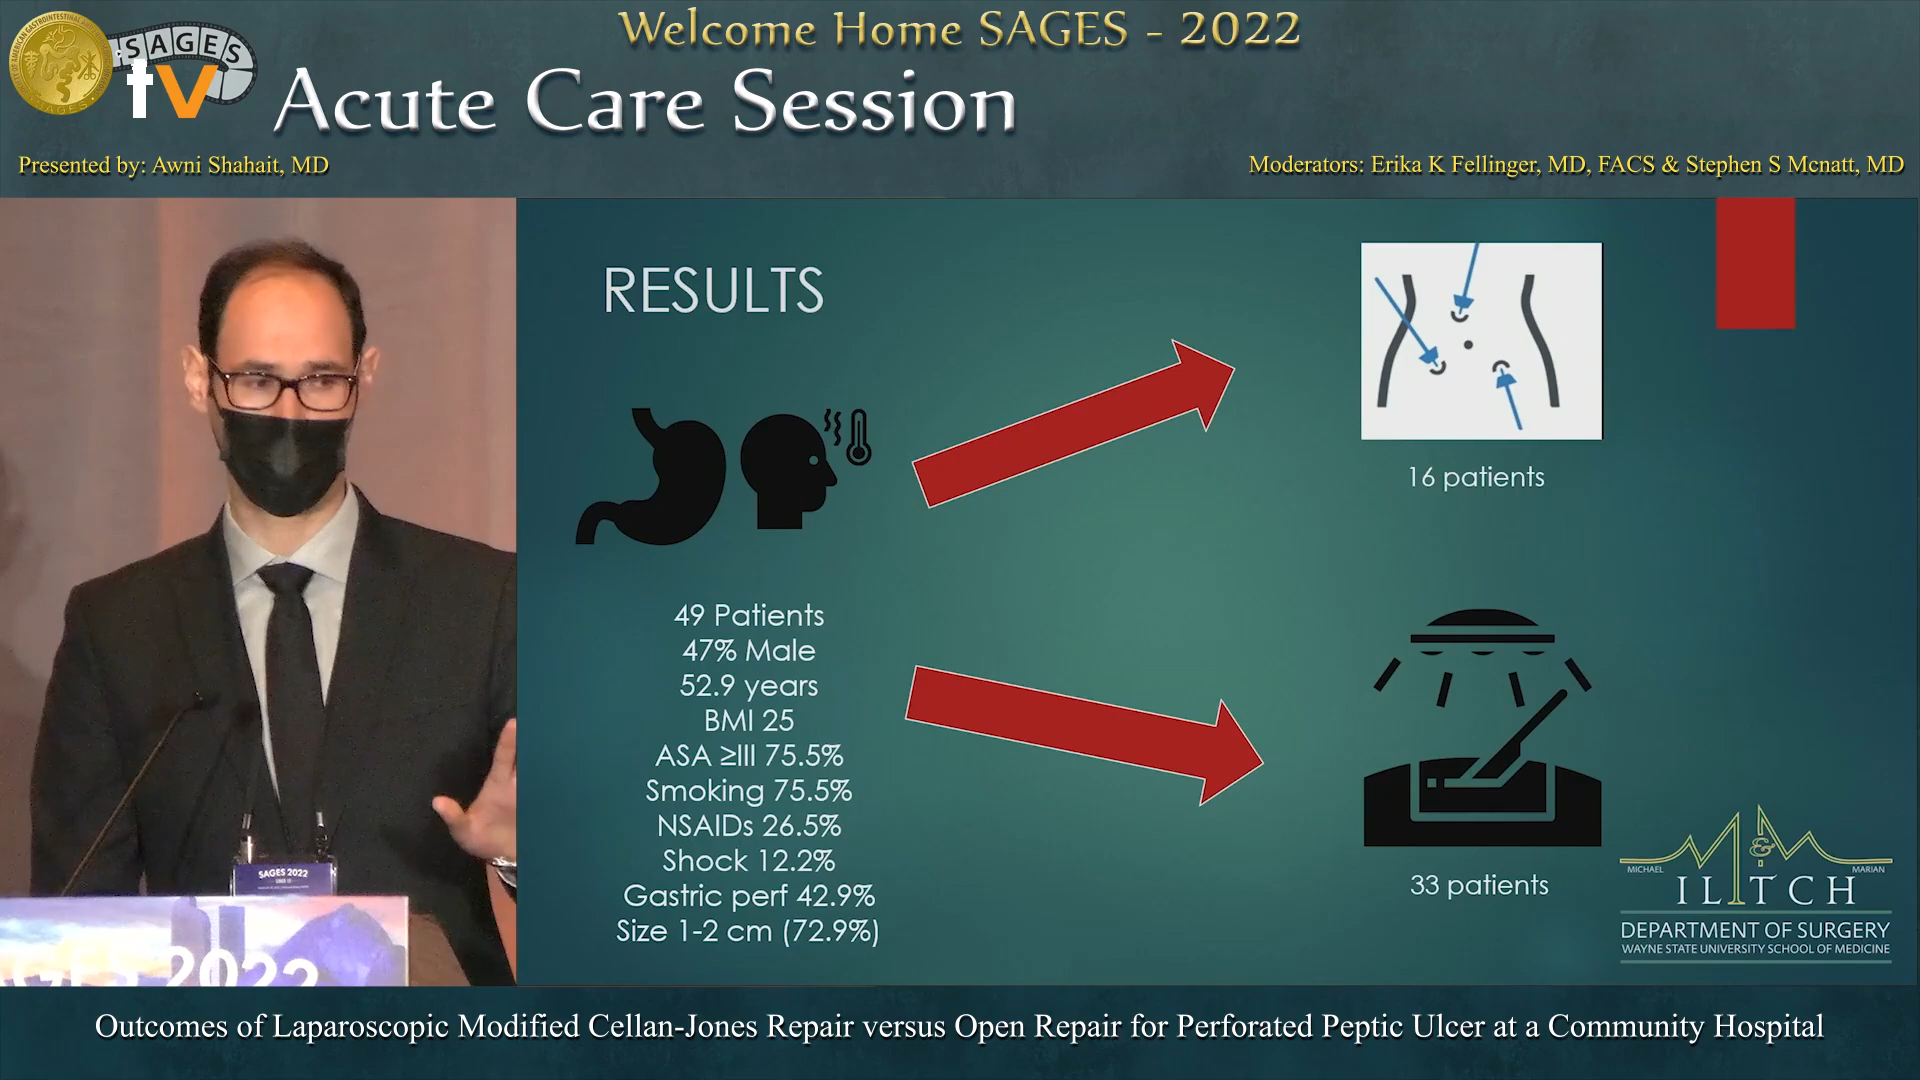 Welcome Home SAGES - 2022
SAGES
tv
Acute Care Session
Presented by: Awni Shahait, MD
Moderators: Erika K Fellinger, MD, FACS & Stephen S Mcnatt, MD
RESULTS
16 patients
49 Patients
47% Male
52.9 years
BMI 25
ASA ≥III 75.5%
Smoking 75.5%
NSAIDs 26.5%
Shock 12.2%
Gastric perf 42.9%
Size 1-2 cm (72.9%)
33 patients
M&M
MICHAEL MARIAN
ILITCH
DEPARTMENT OF SURGERY
WAYNE STATE UNIVERSITY SCHOOL OF MEDICINE
SAGES 2022
2022
Outcomes of Laparoscopic Modified Cellan-Jones Repair versus Open Repair for Perforated Peptic Ulcer at a Community Hospital